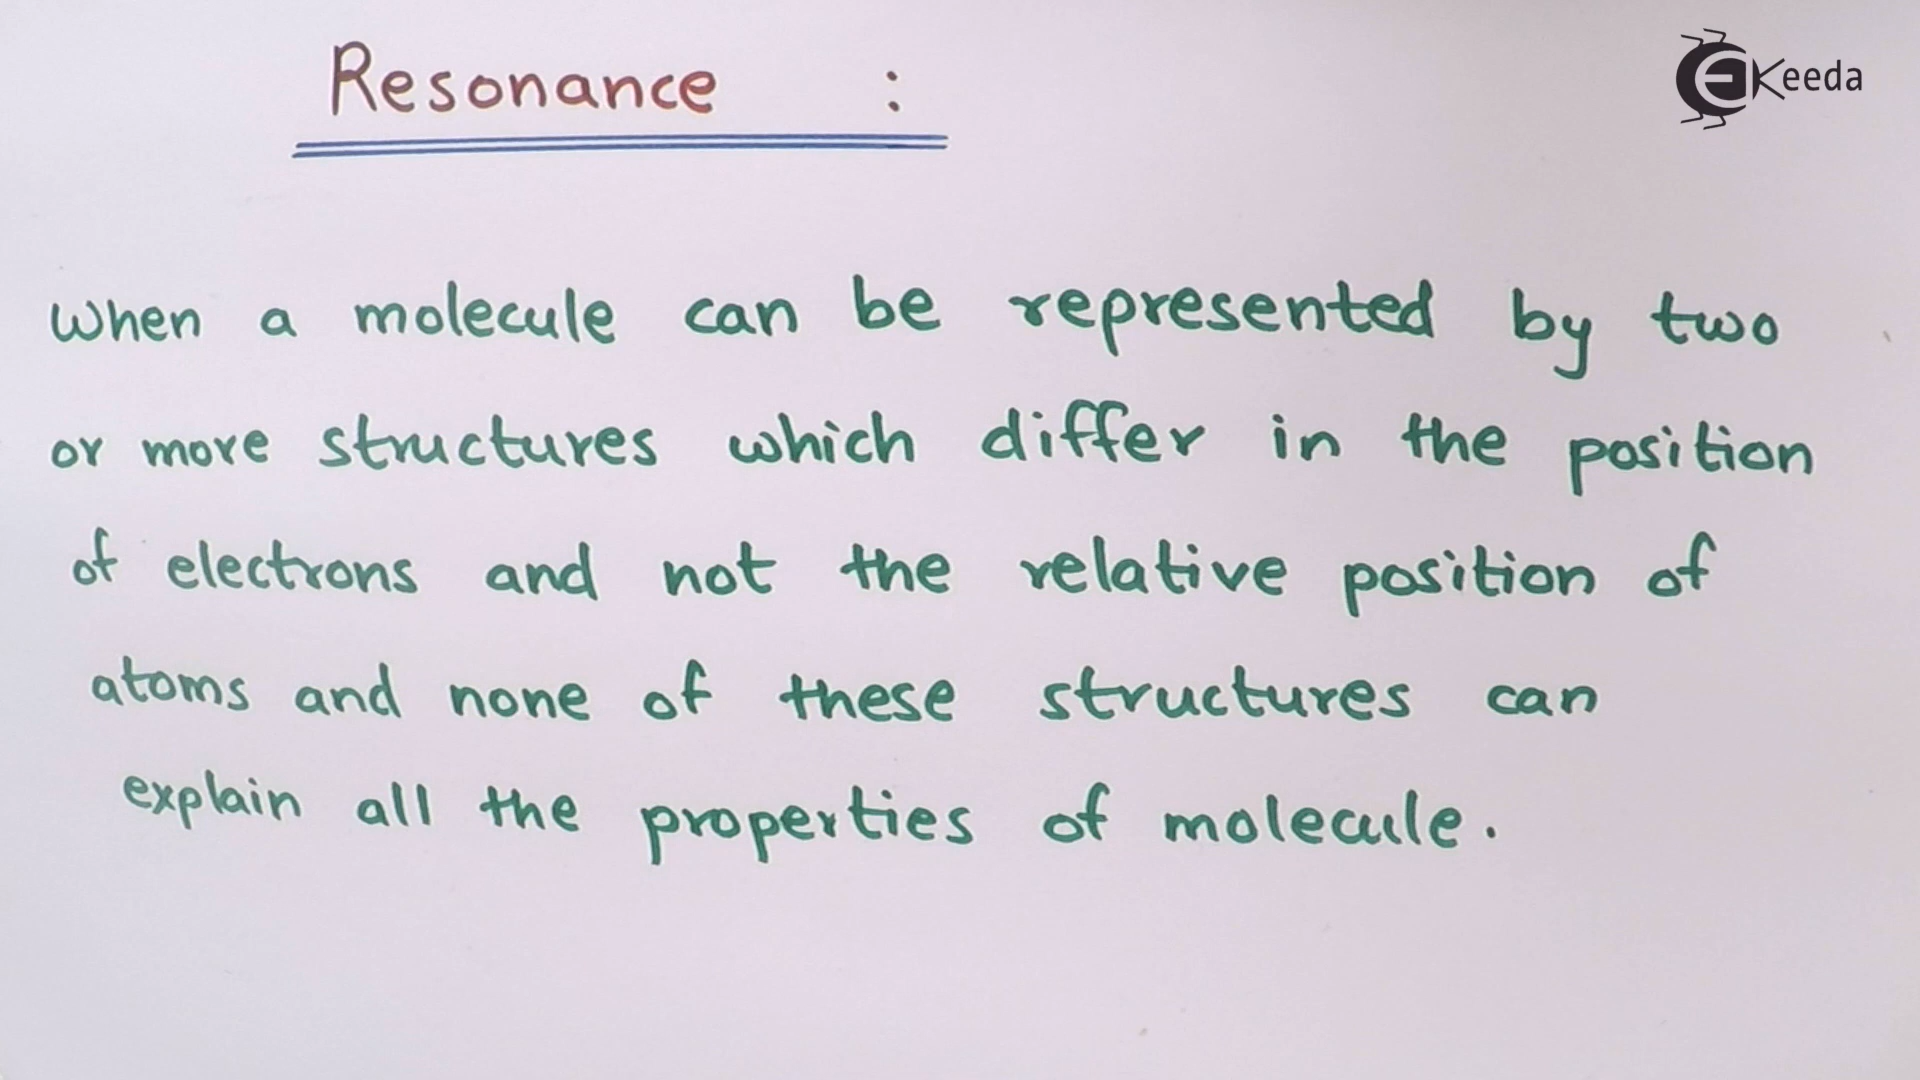 Resonance :
EKeeda
When a molecule can be represented by two
or more structures which differ in the position
of electrons and not the relative position of
atoms and none of these structures can
explain all the properties of molecule.